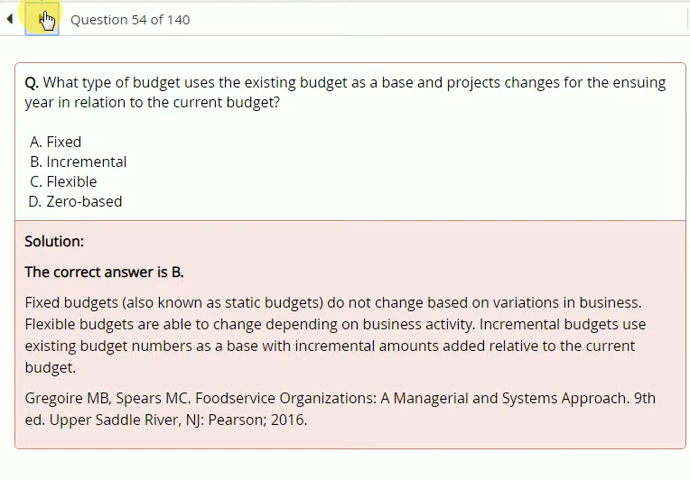 Question 54 of 140
Q. What type of budget uses the existing budget as a base and projects changes for the ensuing
year in relation to the current budget?
A. Fixed
B. Incremental
C. Flexible
D. Zero-based
Solution:
The correct answer is B.
Fixed budgets (also known as static budgets) do not change based on variations in business.
Flexible budgets are able to change depending on business activity. Incremental budgets use
existing budget numbers as a base with incremental amounts added relative to the current
budget.
Gregoire MB, Spears MC. Foodservice Organizations: A Managerial and Systems Approach. 9th
ed. Upper Saddle River, NJ: Pearson; 2016.